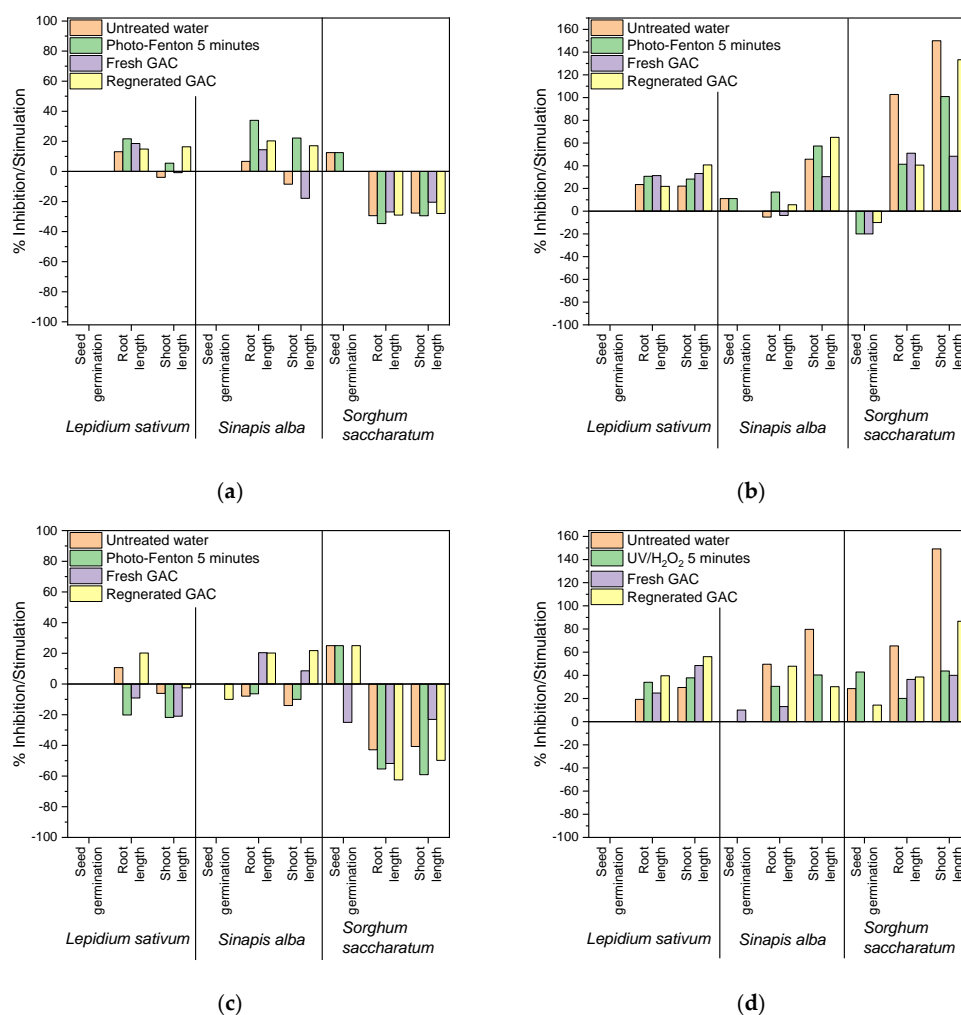 100
80
60
40
20
0
-20
-40
-60
-80
-100
% Inhibition/Stimulation
Untreated water
Photo-Fenton 5 minutes
Fresh GAC
Regnerated GAC
Seed
germination
Root
length
Shoot
length
Seed
germination
Root
length
Shoot
length
Seed
germination
Root
length
Shoot
length
Lepidium sativum
Sinapis alba
Sorghum
saccharatum
(a)
160
140
120
100
80
60
40
20
0
-20
-40
-60
-80
-100
% Inhibition/Stimulation
Untreated water
Photo-Fenton 5 minutes
Fresh GAC
Regnerated GAC
Seed
germination
Root
length
Shoot
length
Seed
germination
Root
length
Shoot
length
Seed
germination
Root
length
Shoot
length
Lepidium sativum
Sinapis alba
Sorghum
saccharatum
(b)
100
80
60
40
20
0
-20
-40
-60
-80
-100
% Inhibition/Stimulation
Untreated water
Photo-Fenton 5 minutes
Fresh GAC
Regnerated GAC
Seed
germination
Root
length
Shoot
length
Seed
germination
Root
length
Shoot
length
Seed
germination
Root
length
Shoot
length
Lepidium sativum
Sinapis alba
Sorghum
saccharatum
(c)
160
140
120
100
80
60
40
20
0
-20
-40
-60
-80
-100
% Inhibition/Stimulation
Untreated water
UV/H₂O₂ 5 minutes
Fresh GAC
Regnerated GAC
Seed
germination
Root
length
Shoot
length
Seed
germination
Root
length
Shoot
length
Seed
germination
Root
length
Shoot
length
Lepidium sativum
Sinapis alba
Sorghum
saccharatum
(d)